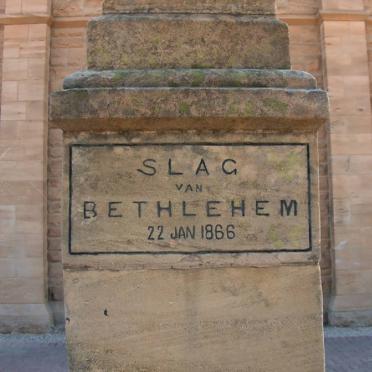 SLAG
VAN
BETHLEHEM
22 JAN 1866